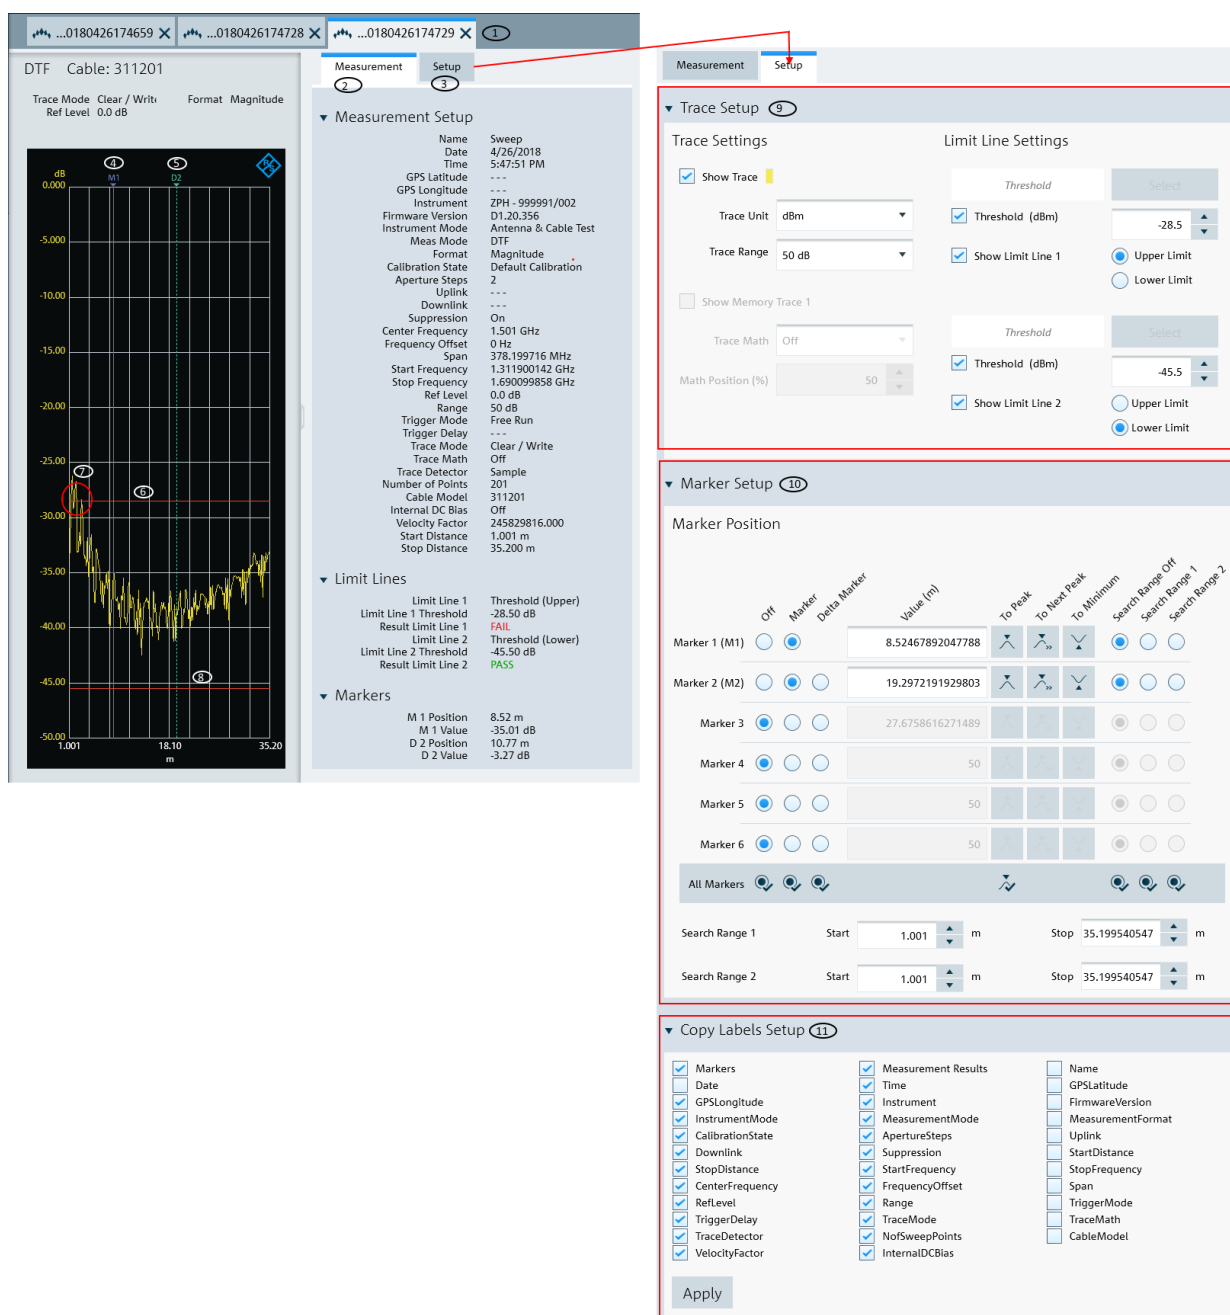 ...0180426174659
...0180426174728
...0180426174729
1
DTF Cable: 311201
Trace Mode Clear / Write Format Magnitude
Ref Level 0.0 dB
4
5
dB
M1
D2
R S
0.000
-5.000
-10.00
-15.00
-20.00
-25.00
7
6
-30.00
-35.00
-40.00
8
-45.00
-50.00
1.001 18.10 35.20
m
Measurement Setup
2
3
Measurement Setup
Name Sweep
Date 4/26/2018
Time 5:47:51 PM
GPS Latitude - - -
GPS Longitude - - -
Instrument ZPH - 999991/002
Firmware Version D1.20.356
Instrument Mode Antenna & Cable Test
Meas Mode DTF
Format Magnitude
Calibration State Default Calibration
Aperture Steps 2
Uplink - - -
Downlink - - -
Suppression On
Center Frequency 1.501 GHz
Frequency Offset 0 Hz
Span 378.199716 MHz
Start Frequency 1.311900142 GHz
Stop Frequency 1.690099858 GHz
Ref Level 0.0 dB
Range 50 dB
Trigger Mode Free Run
Trigger Delay - - -
Trace Mode Clear / Write
Trace Math Off
Trace Detector Sample
Number of Points 201
Cable Model 311201
Internal DC Bias Off
Velocity Factor 245829816.000
Start Distance 1.001 m
Stop Distance 35.200 m
Limit Lines
Limit Line 1 Threshold (Upper)
Limit Line 1 Threshold -28.50 dB
Result Limit Line 1 FAIL
Limit Line 2 Threshold (Lower)
Limit Line 2 Threshold -45.50 dB
Result Limit Line 2 PASS
Markers
M 1 Position 8.52 m
M 1 Value -35.01 dB
D 2 Position 10.77 m
D 2 Value -3.27 dB
Measurement Setup
Trace Setup 9
Trace Settings
Show Trace
Trace Unit dBm
Trace Range 50 dB
Show Memory Trace 1
Trace Math Off
Math Position (%) 50
Limit Line Settings
Threshold Select
Threshold (dBm) -28.5
Show Limit Line 1 Upper Limit
Lower Limit
Threshold Select
Threshold (dBm) -45.5
Show Limit Line 2 Upper Limit
Lower Limit
Marker Setup 10
Marker Position
Off Marker Delta Marker Value (m) To Peak To Next Peak To Minimum Search Range Off Search Range 1 Search Range 2
Marker 1 (M1) 8.52467892047788
Marker 2 (M2) 19.2972191929803
Marker 3 27.6758616271489
Marker 4 50
Marker 5 50
Marker 6 50
All Markers
Search Range 1 Start 1.001 m Stop 35.199540547 m
Search Range 2 Start 1.001 m Stop 35.199540547 m
Copy Labels Setup 11
Markers Measurement Results Name
Date Time GPSLatitude
GPSLongitude Instrument FirmwareVersion
InstrumentMode MeasurementMode MeasurementFormat
CalibrationState ApertureSteps Uplink
Downlink Suppression StartDistance
StopDistance StartFrequency StopFrequency
CenterFrequency FrequencyOffset Span
RefLevel Range TriggerMode
TriggerDelay TraceMode TraceMath
TraceDetector NofSweepPoints CableModel
VelocityFactor InternalDCBias
Apply